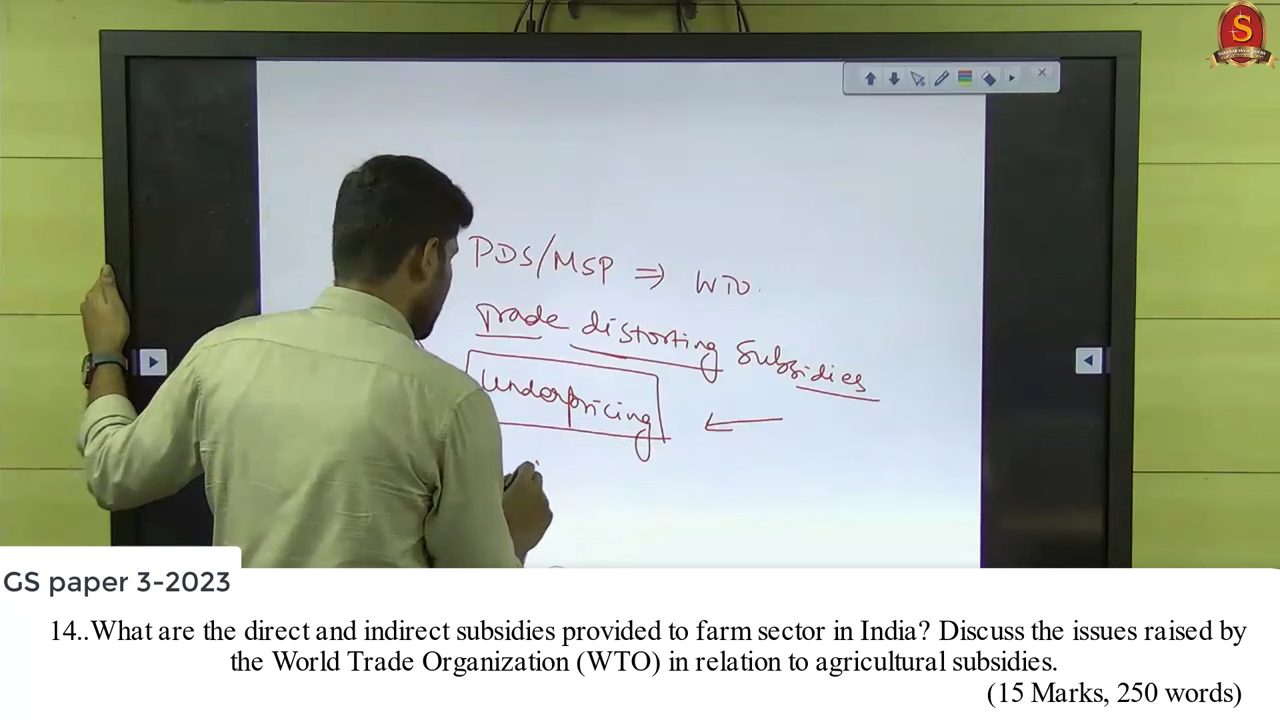 S
PDS/MSP ⇒ WTO.
Trade distorting Subsidies
Underpricing ←
GS paper 3-2023
14..What are the direct and indirect subsidies provided to farm sector in India? Discuss the issues raised by
the World Trade Organization (WTO) in relation to agricultural subsidies.
(15 Marks, 250 words)